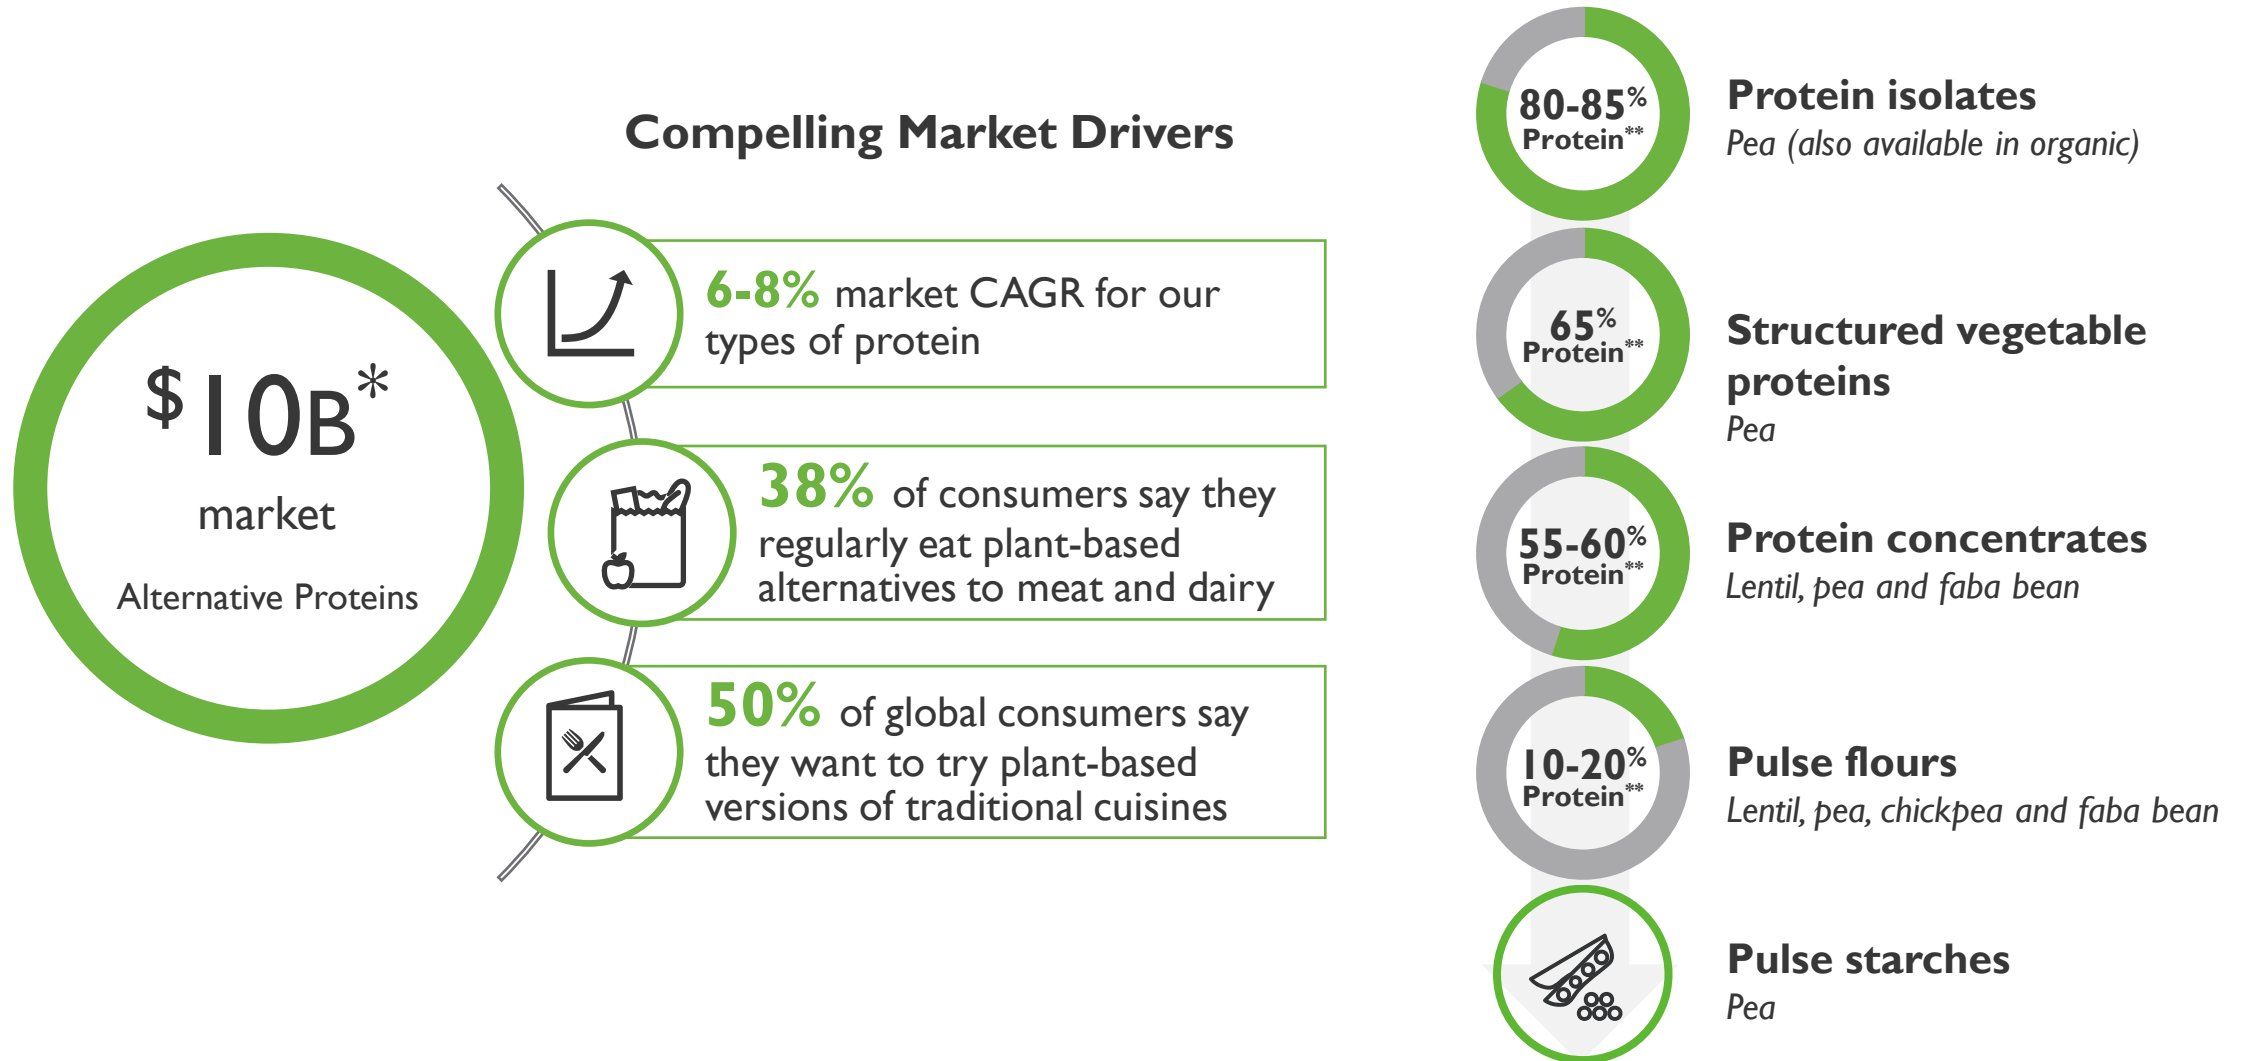 $10B*
market
Alternative Proteins
Compelling Market Drivers
6-8% market CAGR for our
types of protein
38% of consumers say they
regularly eat plant-based
alternatives to meat and dairy
50% of global consumers say
they want to try plant-based
versions of traditional cuisines
80-85%
Protein**
Protein isolates
Pea (also available in organic)
65%
Protein**
Structured vegetable
proteins
Pea
55-60%
Protein**
Protein concentrates
Lentil, pea and faba bean
10-20%
Protein**
Pulse flours
Lentil, pea, chickpea and faba bean
Pulse starches
Pea